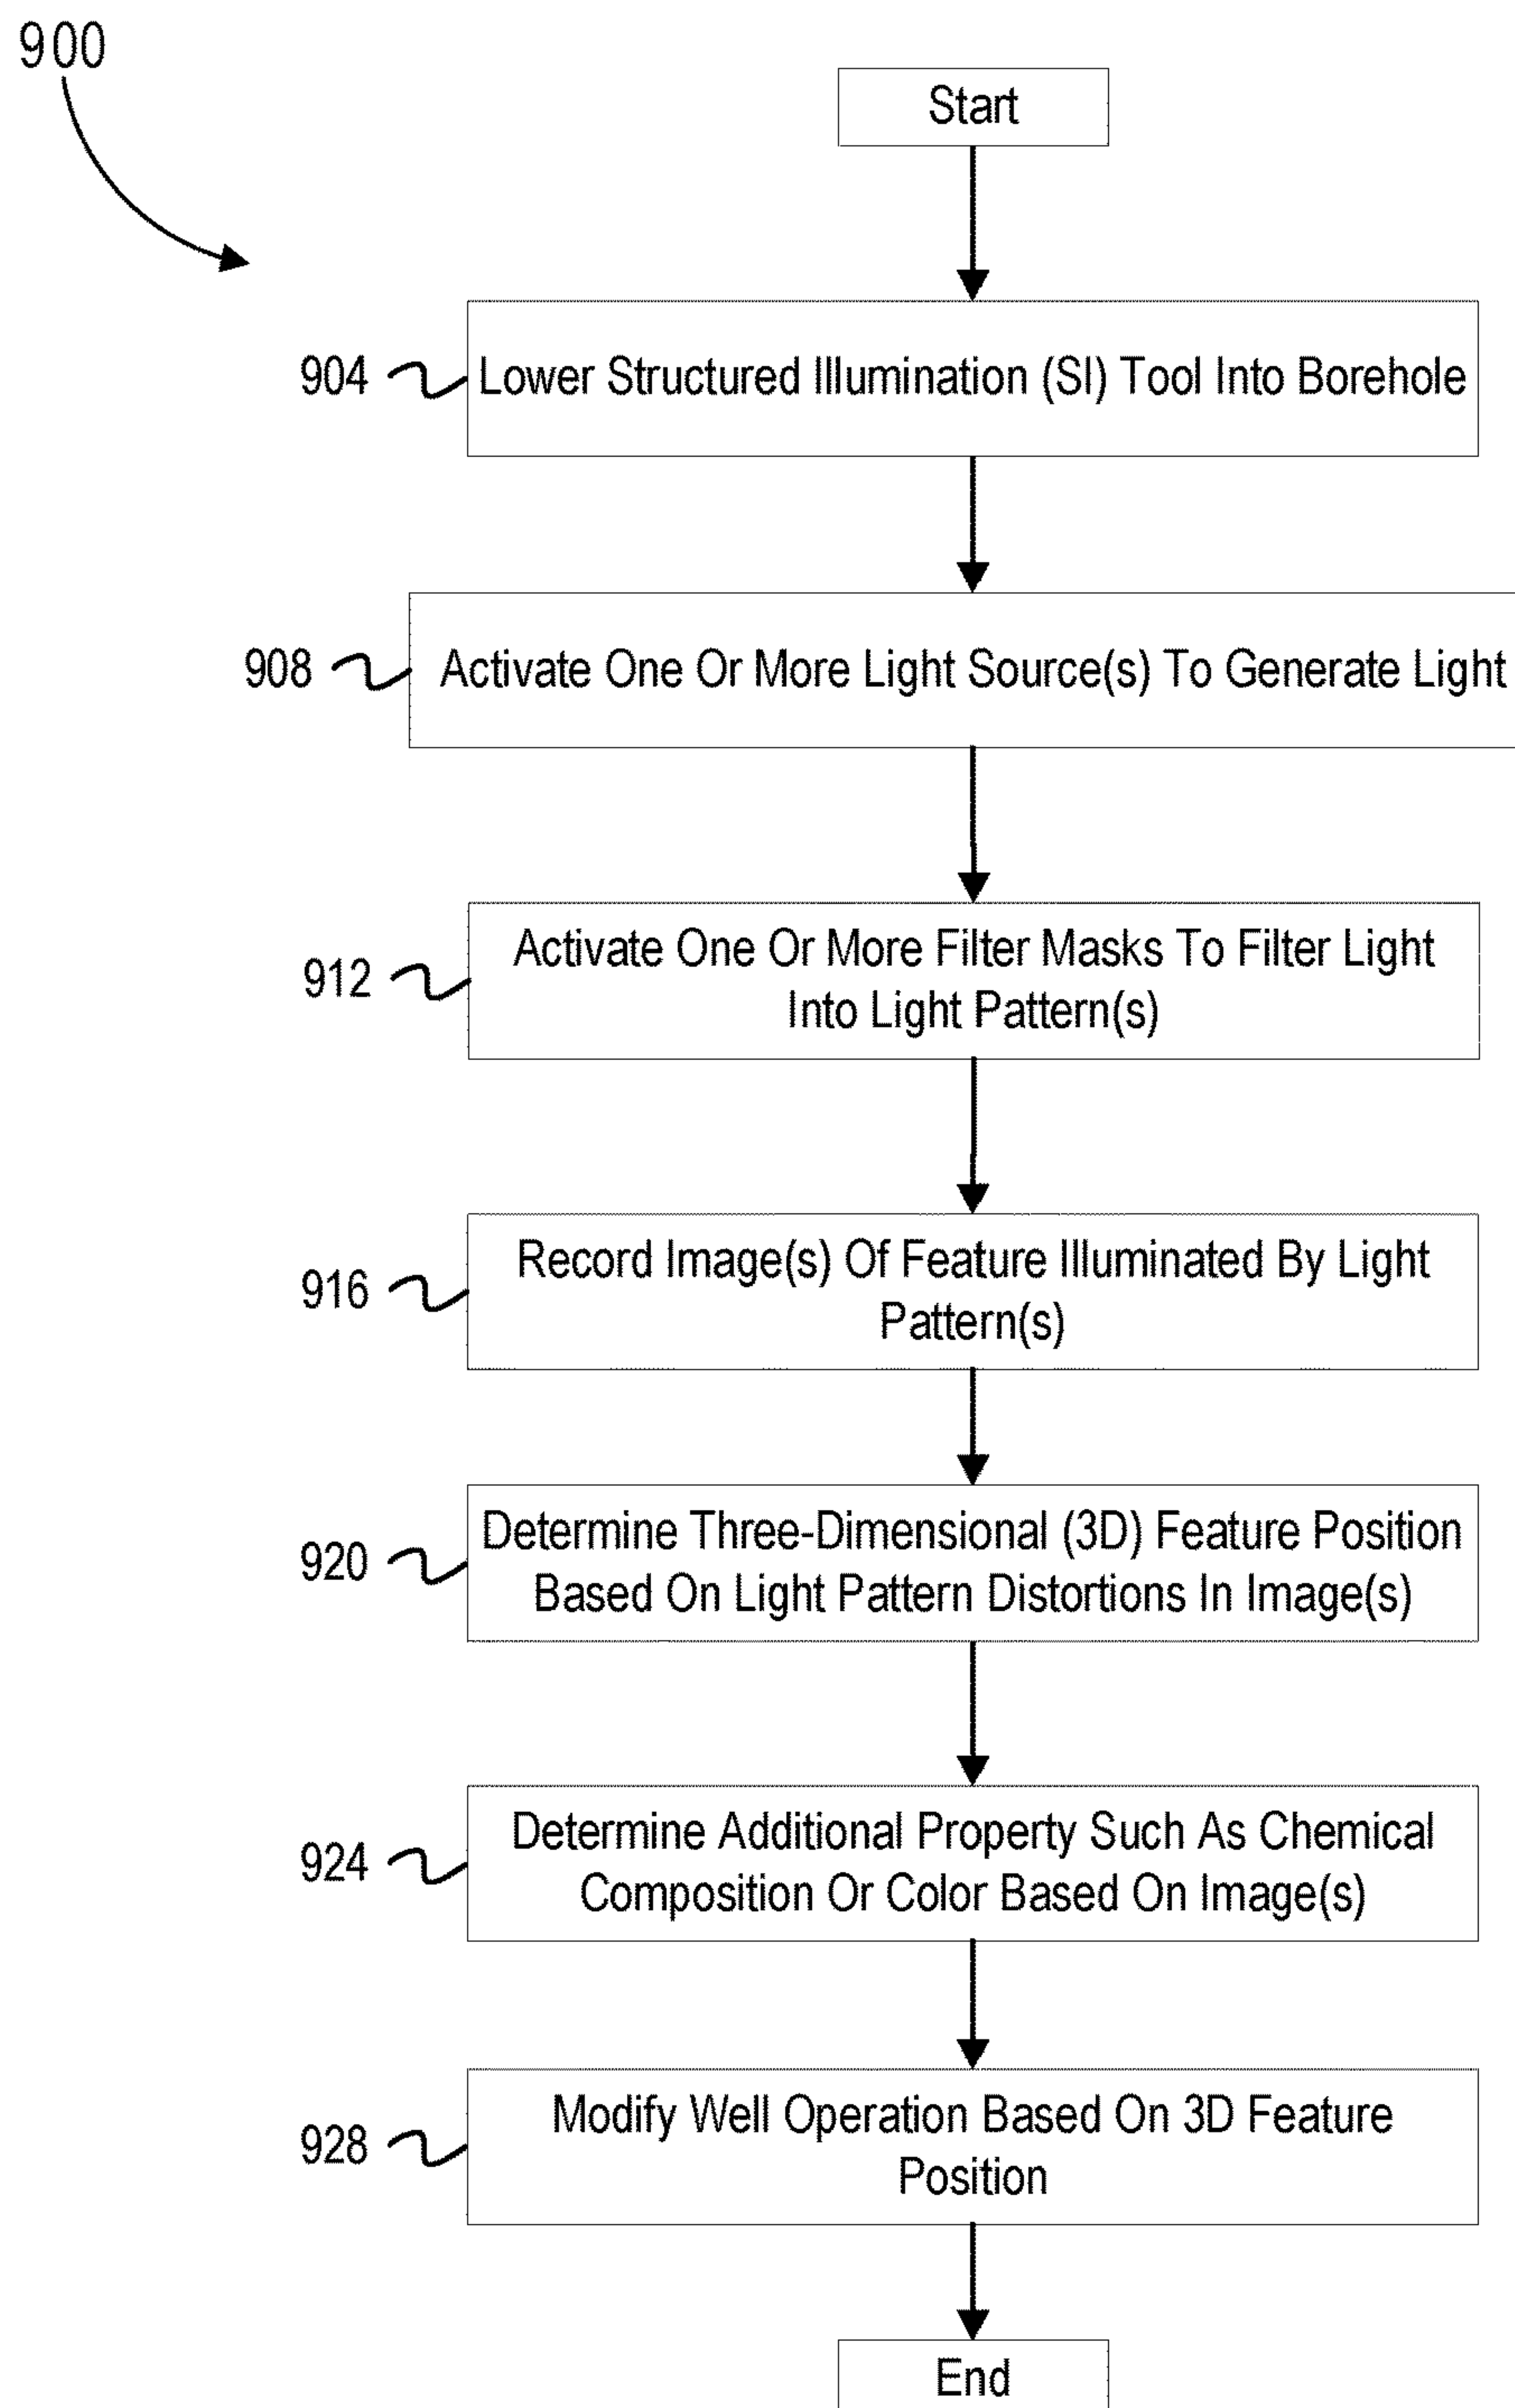 900
Start
904
Lower Structured Illumination (SI) Tool Into Borehole
908
Activate One Or More Light Source(s) To Generate Light
912
Activate One Or More Filter Masks To Filter Light
Into Light Pattern(s)
916
Record Image(s) Of Feature Illuminated By Light
Pattern(s)
920
Determine Three-Dimensional (3D) Feature Position
Based On Light Pattern Distortions In Image(s)
924
Determine Additional Property Such As Chemical
Composition Or Color Based On Image(s)
928
Modify Well Operation Based On 3D Feature
Position
End